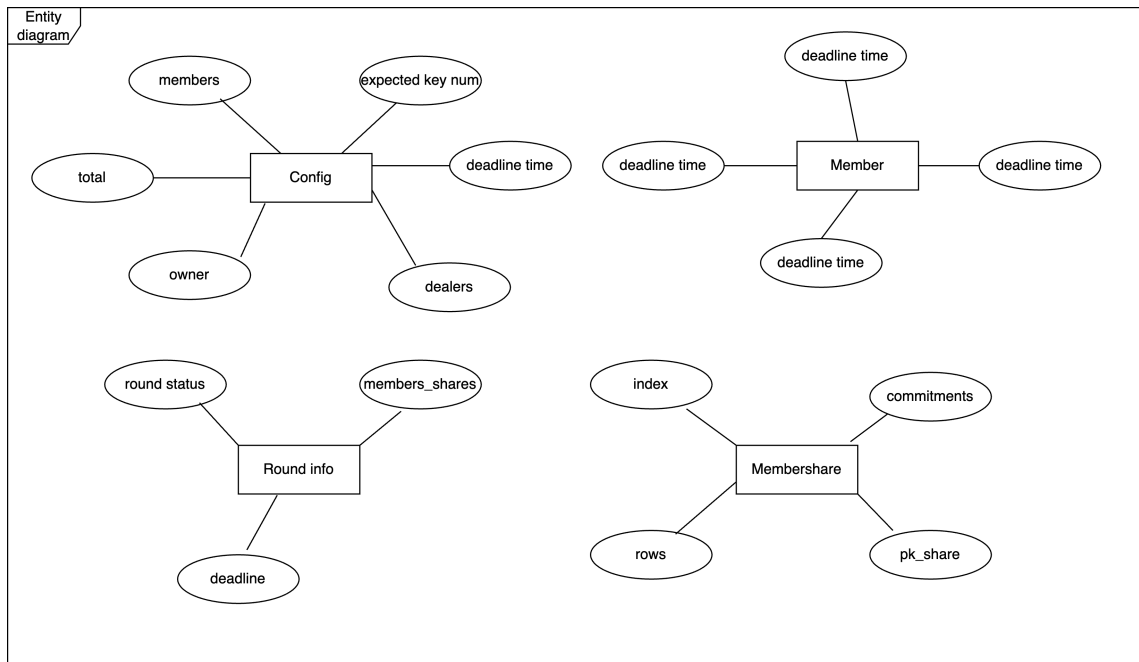 Entity
diagram
members
expected key num
deadline time
total
Config
deadline time
deadline time
Member
deadline time
owner
dealers
deadline time
round status
members_shares
index
commitments
Round info
Membershare
deadline
rows
pk_share